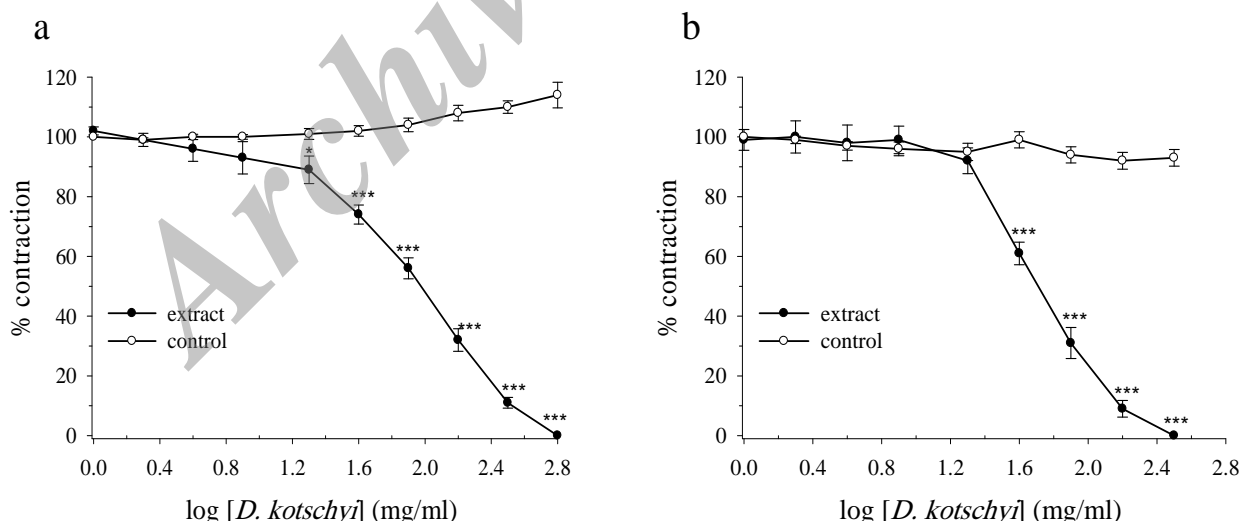 a
b
120
100
80
60
40
20
0
% contraction
*
***
***
***
***
***
extract
control
0.0 0.4 0.8 1.2 1.6 2.0 2.4 2.8
log [D. kotschyi] (mg/ml)
120
100
80
60
40
20
0
% contraction
***
***
***
***
extract
control
0.0 0.4 0.8 1.2 1.6 2.0 2.4 2.8
log [D. kotschyi] (mg/ml)